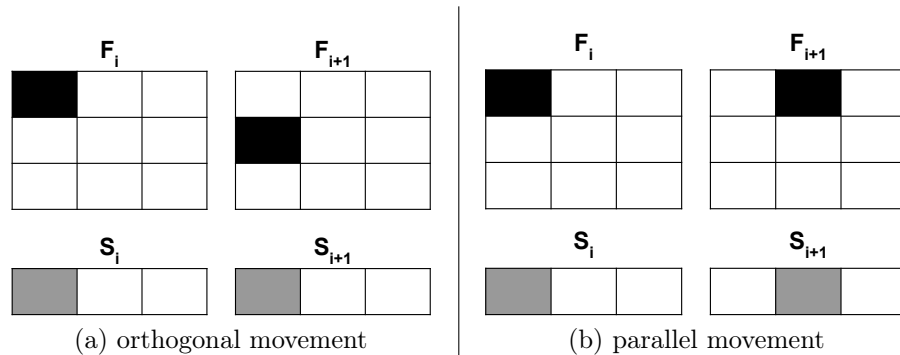 F_i F_{i+1}
S_i S_{i+1}
(a) orthogonal movement
F_i F_{i+1}
S_i S_{i+1}
(b) parallel movement